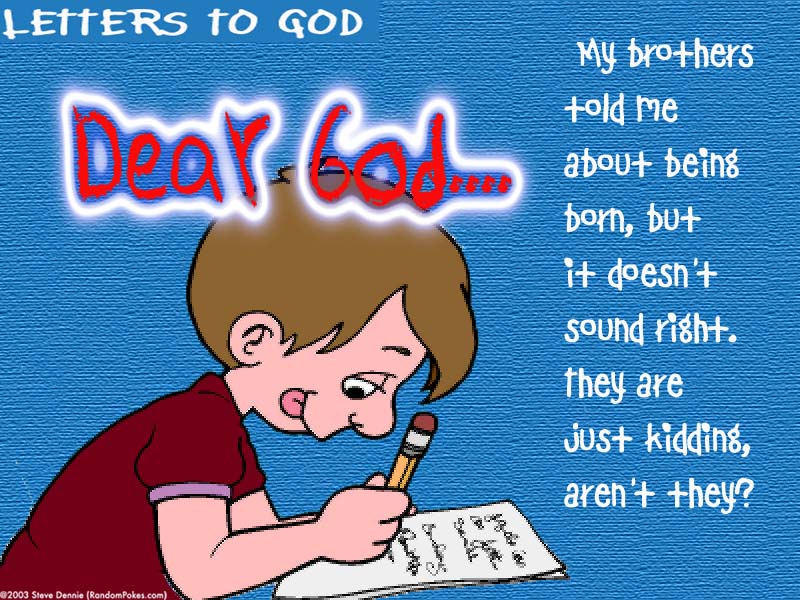 LETTERS TO GOD
Dear God....
My brothers
told me
about being
born, but
it doesn't
sound right.
They are
just kidding,
aren't they?
©2003 Steve Dennie (RandomPokes.com)